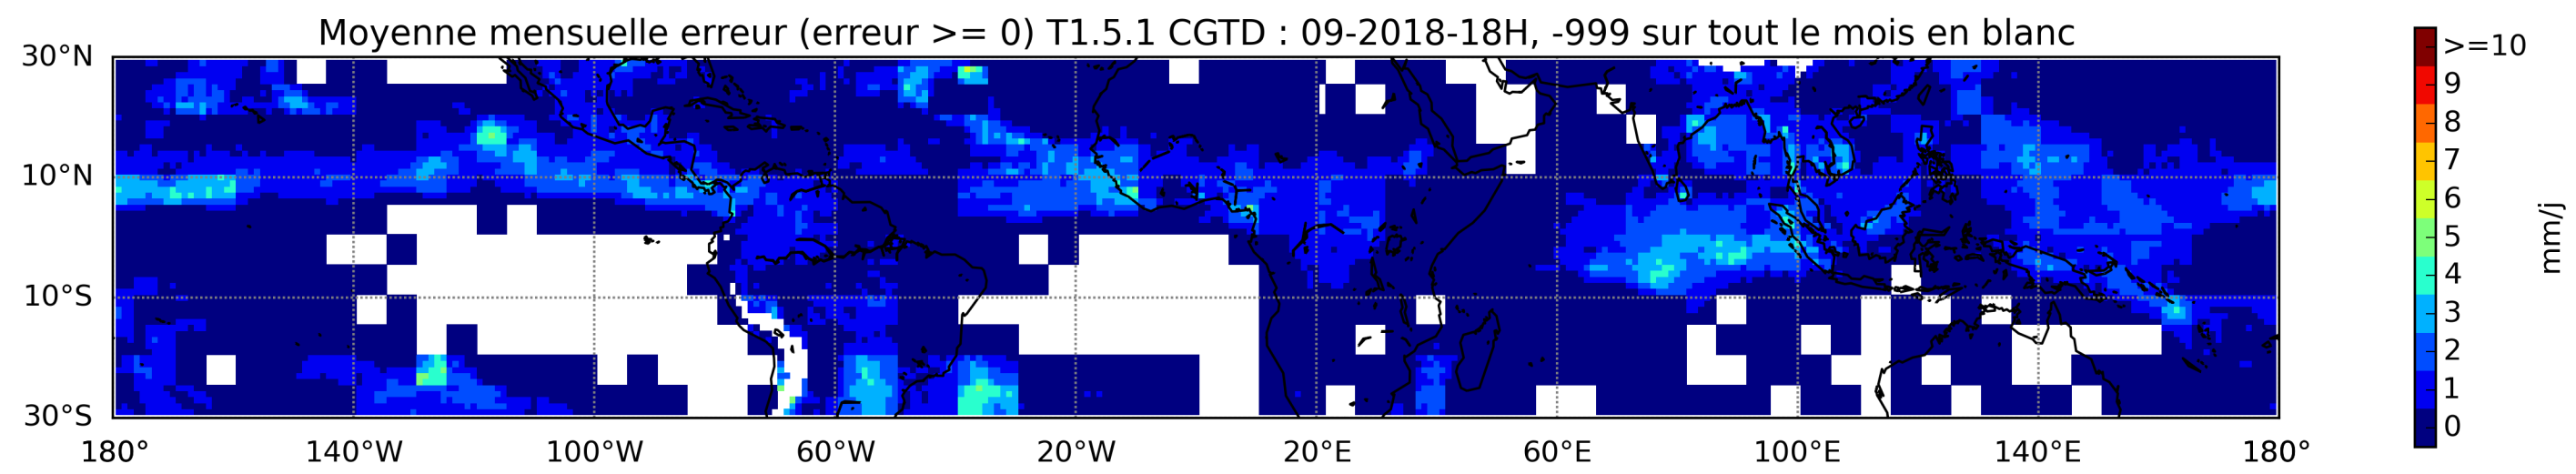 Moyenne mensuelle erreur (erreur >= 0) T1.5.1 CGTD : 09-2018-18H, -999 sur tout le mois en blanc
30°N
10°N
10°S
30°S
180°
140°W
100°W
60°W
20°W
20°E
60°E
100°E
140°E
180°
>=10
9
8
7
6
5
4
3
2
1
0
mm/j